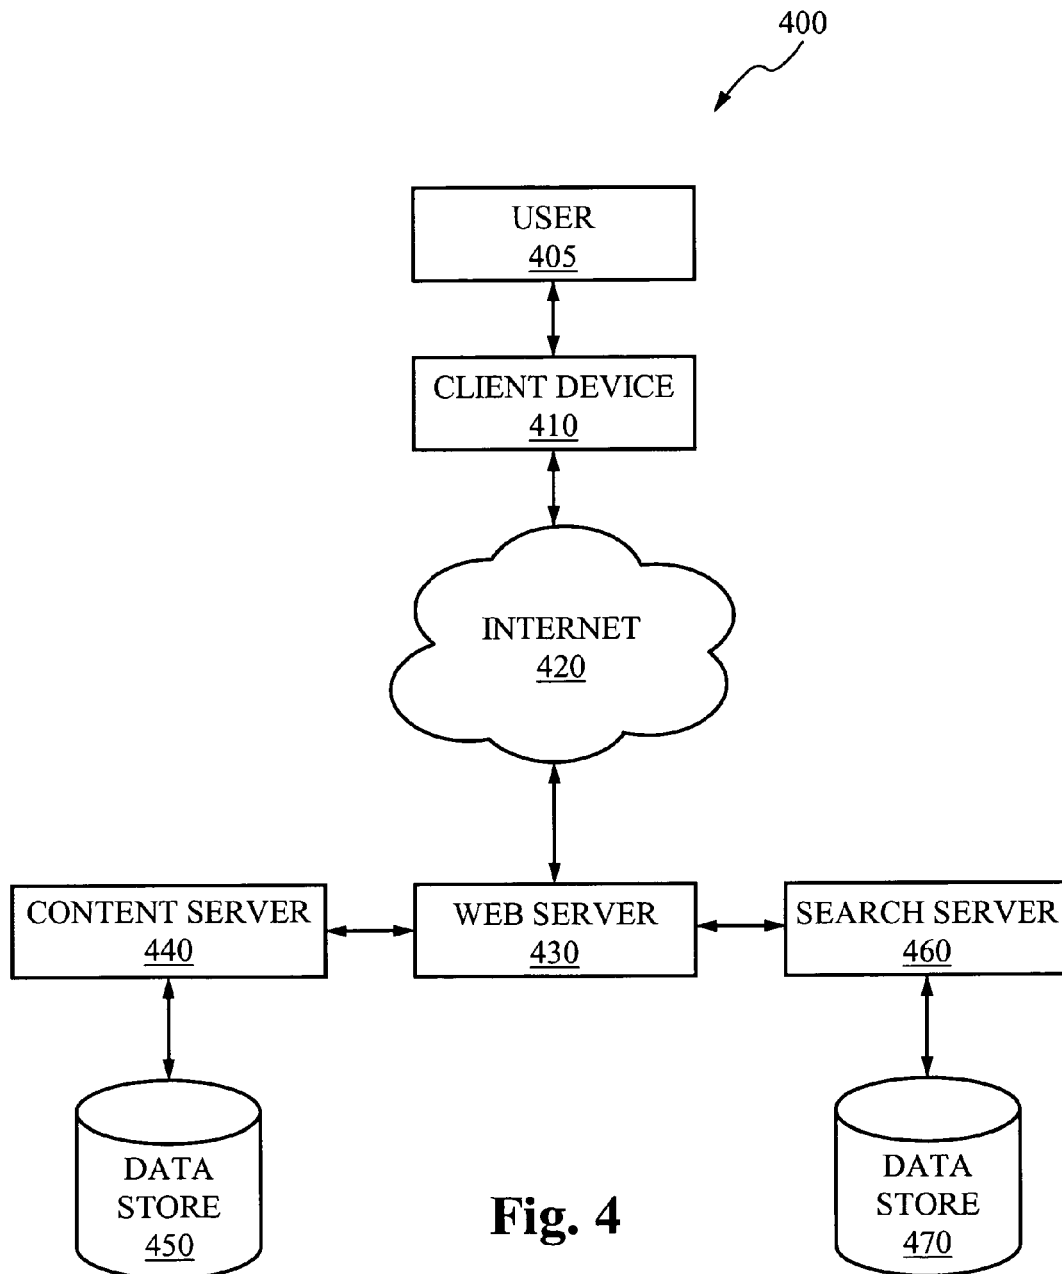 400
USER
405
CLIENT DEVICE
410
INTERNET
420
CONTENT SERVER
440
WEB SERVER
430
SEARCH SERVER
460
DATA
STORE
450
DATA
STORE
470
Fig. 4